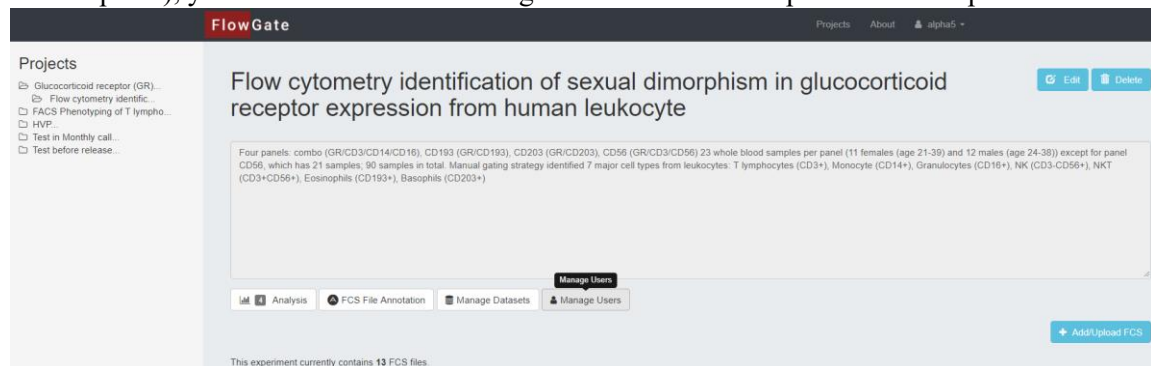 FlowGate
Projects About alpha5
Projects
Glucocorticoid receptor (GR)...
Flow cytometry identific...
FACS Phenotyping of T lympho...
HVP...
Test in Monthly call...
Test before release...
Flow cytometry identification of sexual dimorphism in glucocorticoid
receptor expression from human leukocyte
Edit Delete
Four panels: combo (GR/CD3/CD14/CD16), CD193 (GR/CD193), CD203 (GR/CD203), CD56 (GR/CD3/CD56) 23 whole blood samples per panel (11 females (age 21-39) and 12 males (age 24-38)) except for panel
CD56, which has 21 samples; 90 samples in total. Manual gating strategy identified 7 major cell types from leukocytes: T lymphocytes (CD3+), Monocyte (CD14+), Granulocytes (CD16+), NK (CD3-CD56+), NKT
(CD3+CD56+), Eosinophils (CD193+), Basophils (CD203+)
Manage Users
4 Analysis FCS File Annotation Manage Datasets Manage Users
+ Add/Upload FCS
This experiment currently contains 13 FCS files.